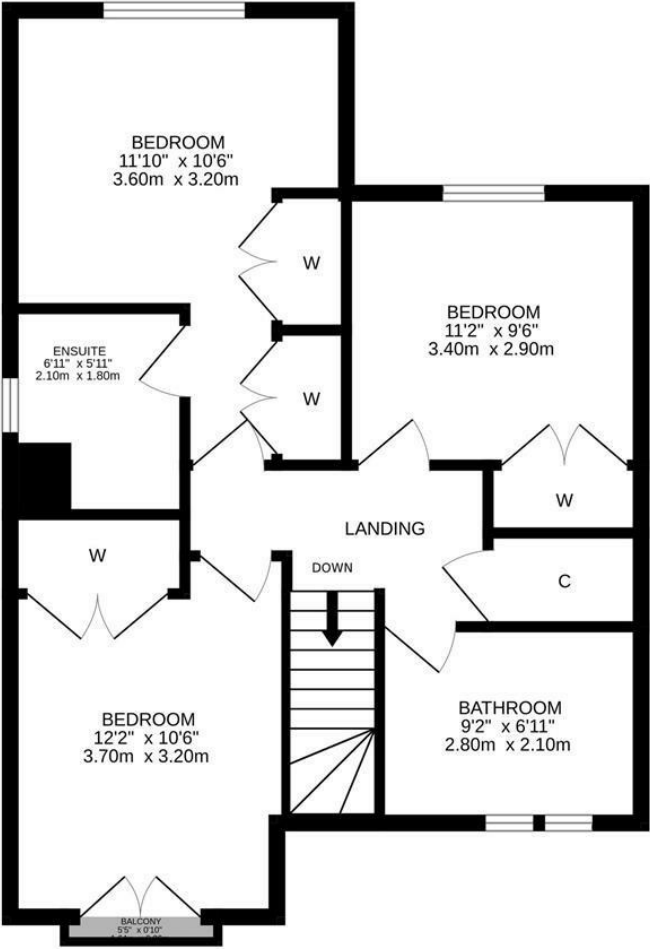 BEDROOM
11'10" x 10'6"
3.60m x 3.20m
W
BEDROOM
11'2" x 9'6"
3.40m x 2.90m
ENSUITE
6'11" x 5'11"
2.10m x 1.80m
W
W
LANDING
W
DOWN
C
BEDROOM
12'2" x 10'6"
3.70m x 3.20m
BATHROOM
9'2" x 6'11"
2.80m x 2.10m
BALCONY
5'5" x 0'10"